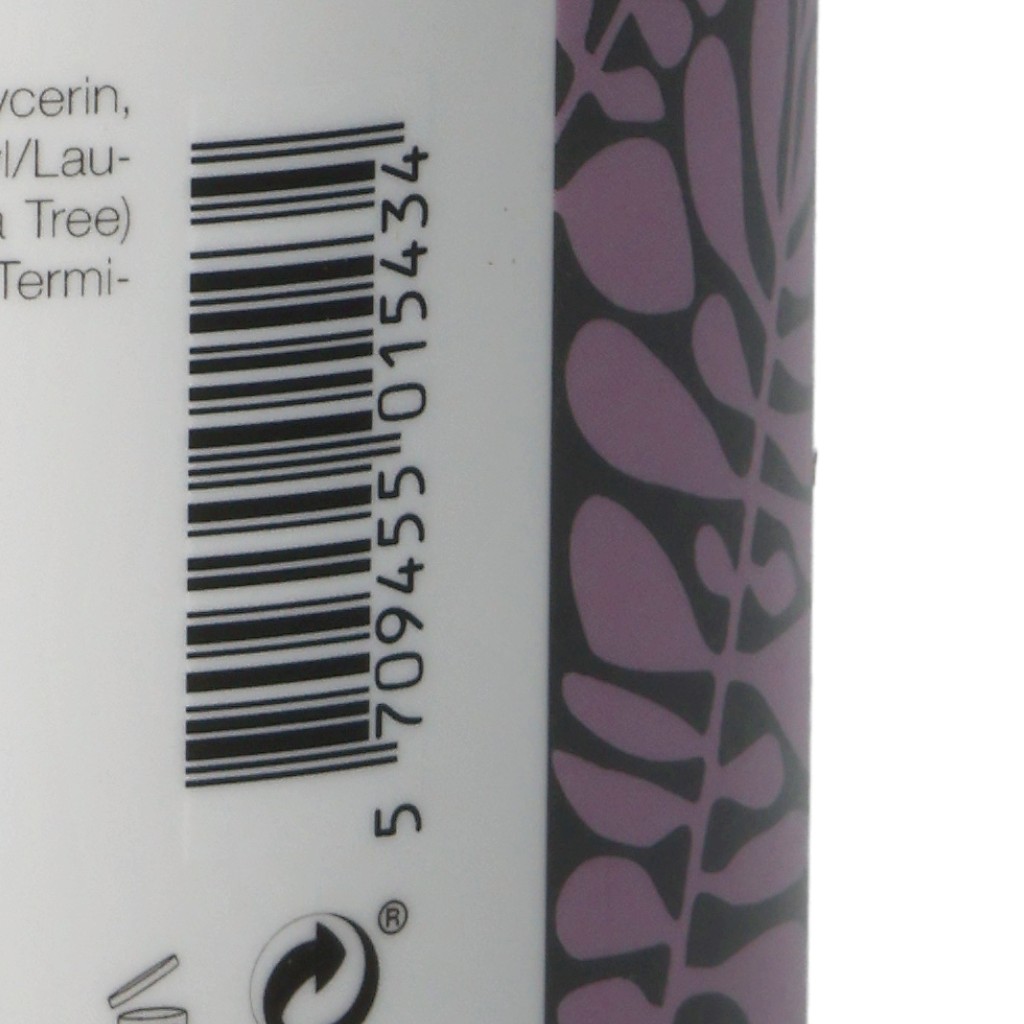 ycerin,
l/Lau-
a Tree)
Termi-
5 709455 015434
®